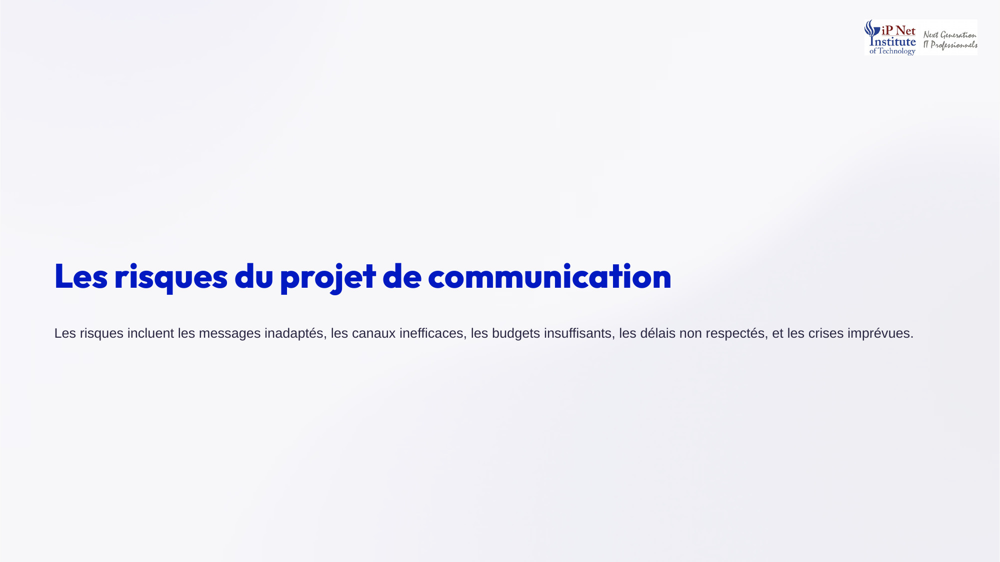 iP Net
Institute
of Technology
Next Generation
IT Professionnels
Les risques du projet de communication
Les risques incluent les messages inadaptés, les canaux inefficaces, les budgets insuffisants, les délais non respectés, et les crises imprévues.